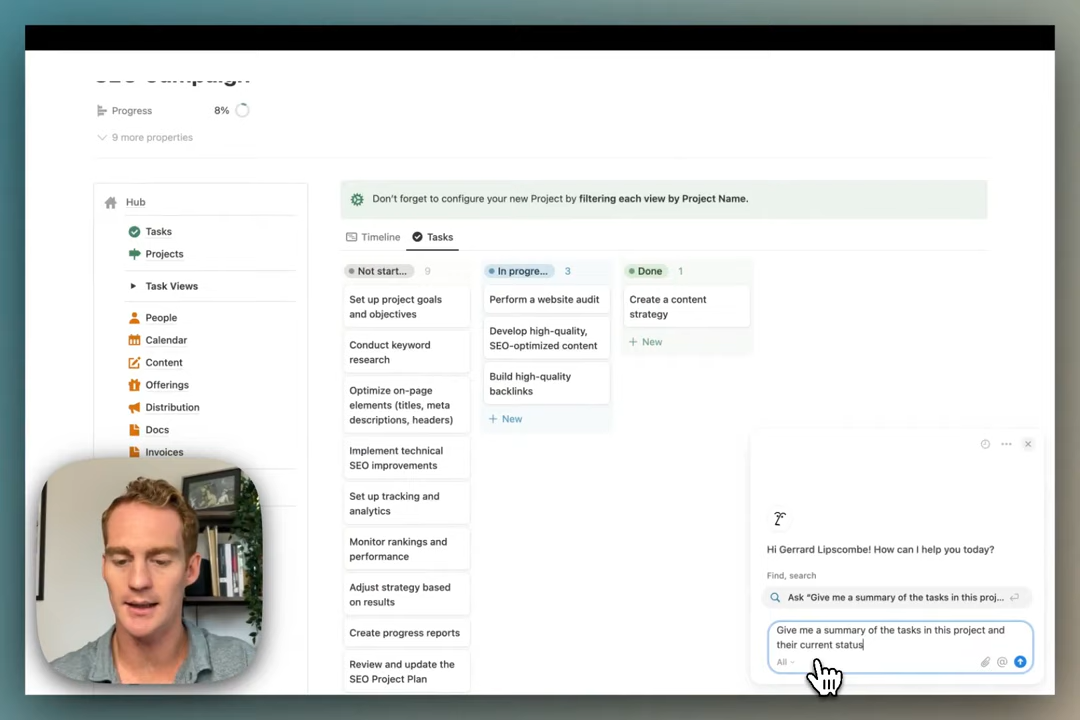 SEO Campaign
Progress 8%
9 more properties
Hub
Tasks
Projects
Task Views
People
Calendar
Content
Offerings
Distribution
Docs
Invoices
Don't forget to configure your new Project by filtering each view by Project Name.
Timeline Tasks
Not start... 9
Set up project goals
and objectives
Conduct keyword
research
Optimize on-page
elements (titles, meta
descriptions, headers)
Implement technical
SEO improvements
Set up tracking and
analytics
Monitor rankings and
performance
Adjust strategy based
on results
Create progress reports
Review and update the
SEO Project Plan
In progre... 3
Perform a website audit
Develop high-quality,
SEO-optimized content
Build high-quality
backlinks
+ New
Done 1
Create a content
strategy
+ New
Hi Gerrard Lipscombe! How can I help you today?
Find, search
Ask “Give me a summary of the tasks in this proj...
Give me a summary of the tasks in this project and
their current status
All